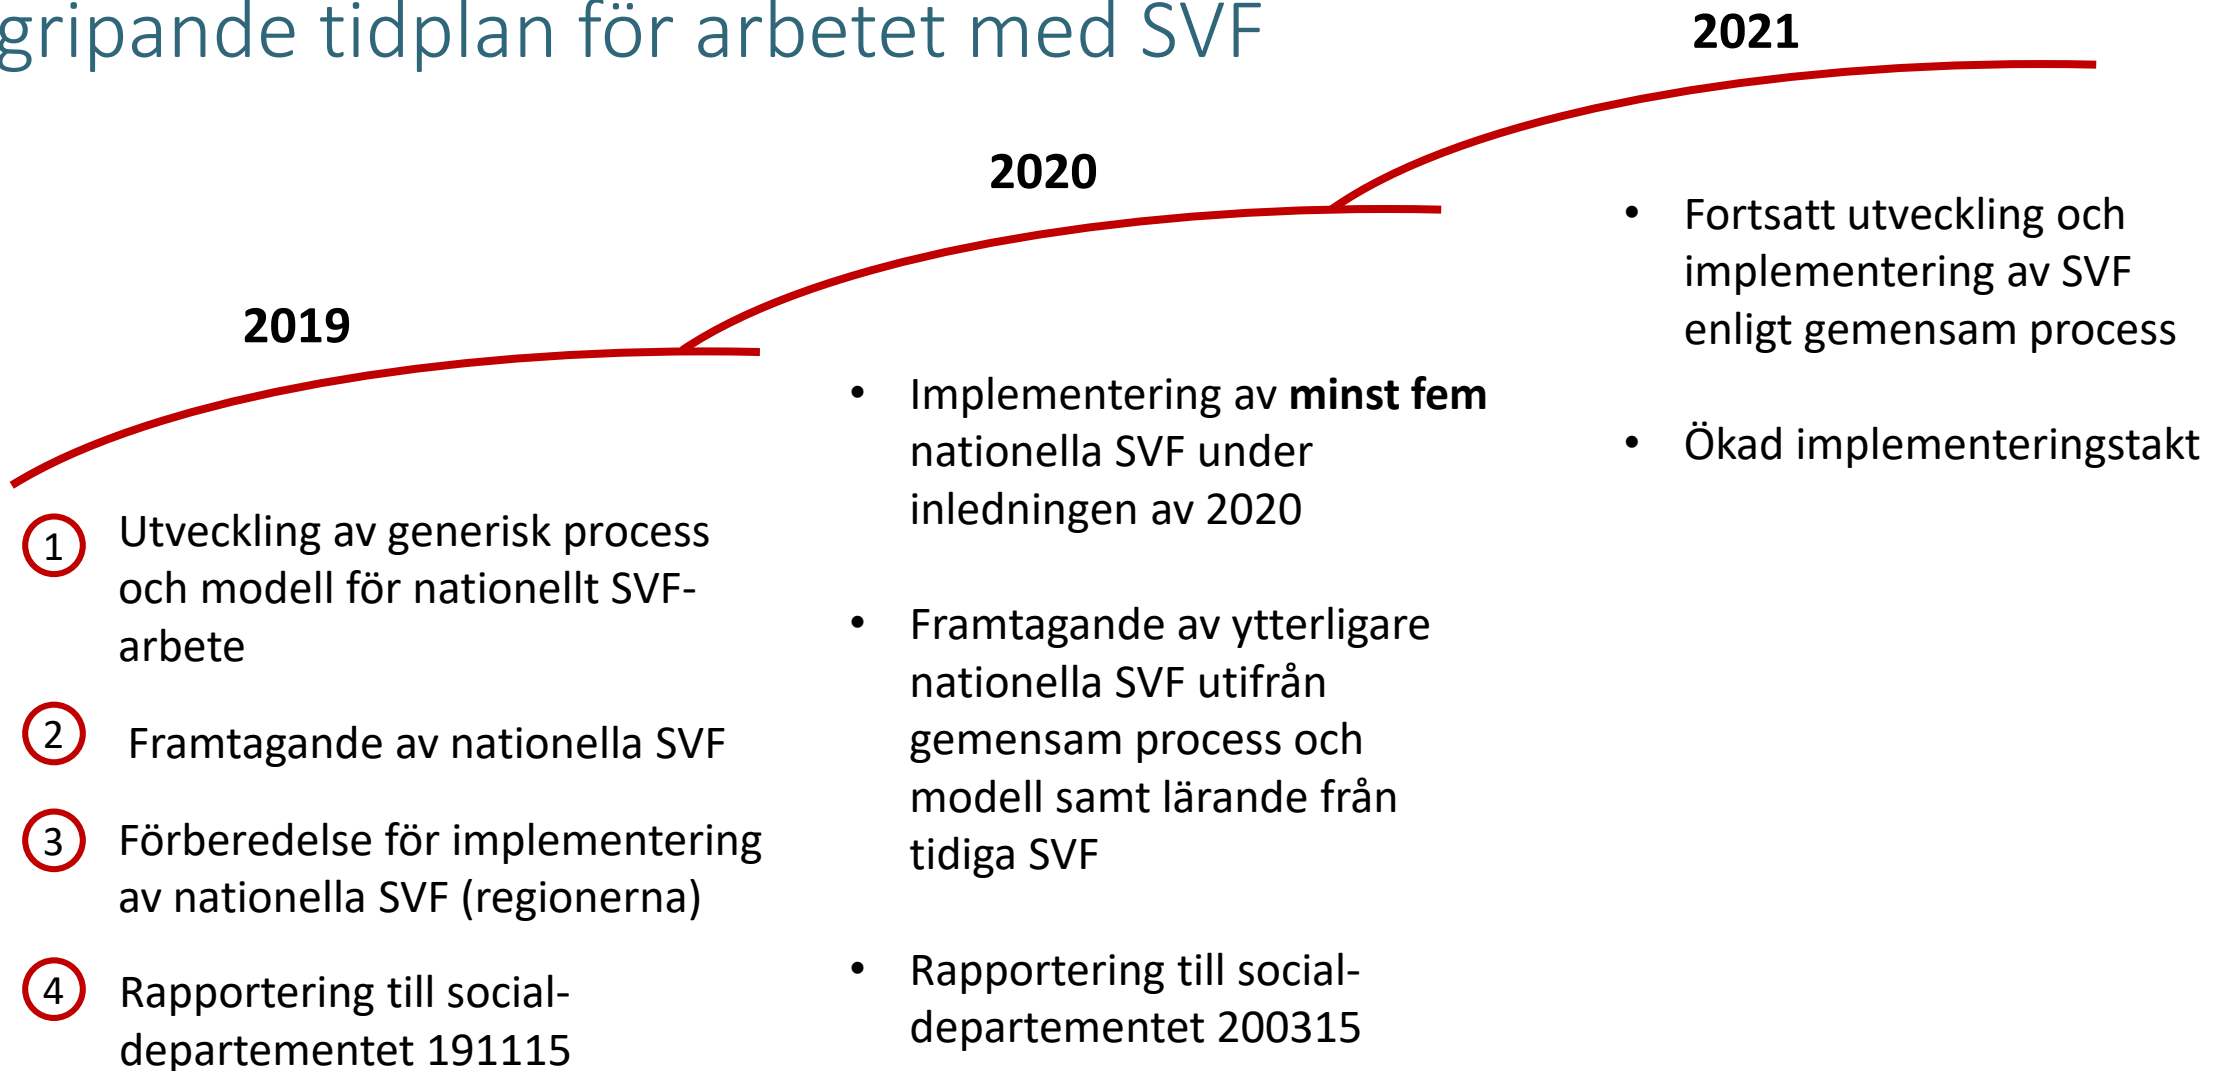 gripande tidplan för arbetet med SVF
2019
1
Utveckling av generisk process
och modell för nationellt SVF-
arbete
2
Framtagande av nationella SVF
3
Förberedelse för implementering
av nationella SVF (regionerna)
4
Rapportering till social-
departementet 191115
2020
• Implementering av minst fem
nationella SVF under
inledningen av 2020
• Framtagande av ytterligare
nationella SVF utifrån
gemensam process och
modell samt lärande från
tidiga SVF
• Rapportering till social-
departementet 200315
2021
• Fortsatt utveckling och
implementering av SVF
enligt gemensam process
• Ökad implementeringstakt